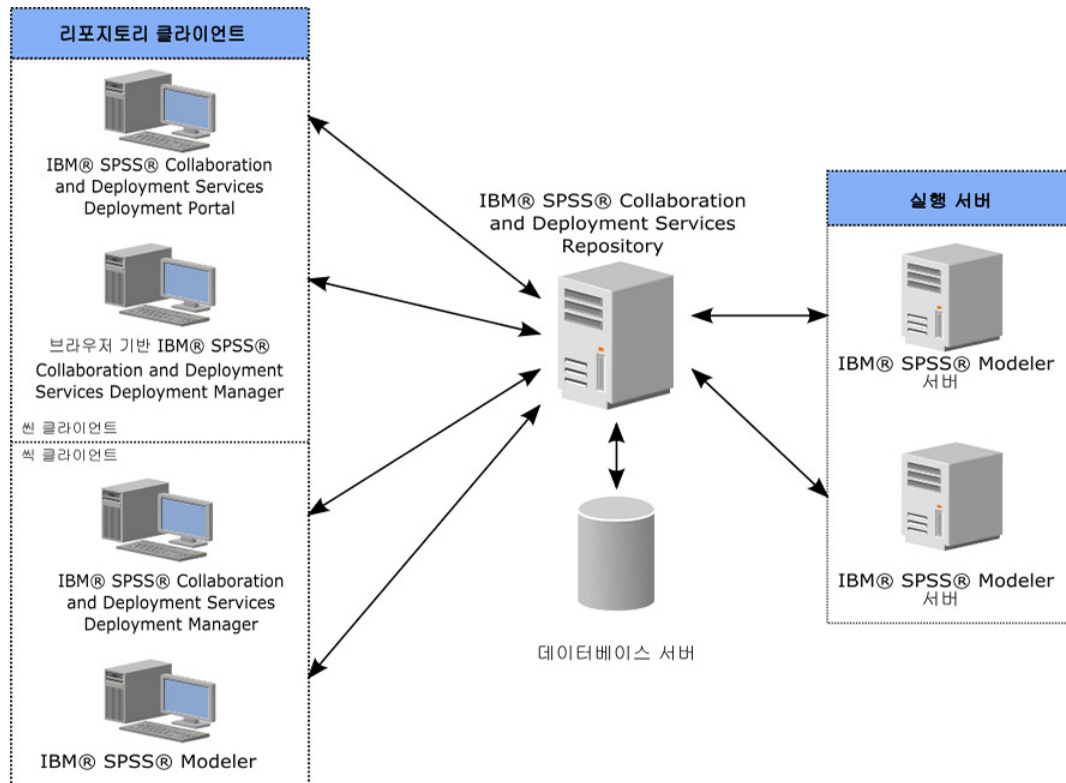 리포지토리 클라이언트
IBM® SPSS® Collaboration
and Deployment Services
Deployment Portal
브라우저 기반 IBM® SPSS®
Collaboration and Deployment
Services Deployment Manager
씬 클라이언트
씩 클라이언트
IBM® SPSS® Collaboration
and Deployment Services
Deployment Manager
IBM® SPSS® Modeler
IBM® SPSS® Collaboration
and Deployment Services
Repository
데이터베이스 서버
실행 서버
IBM® SPSS® Modeler
서버
IBM® SPSS® Modeler
서버